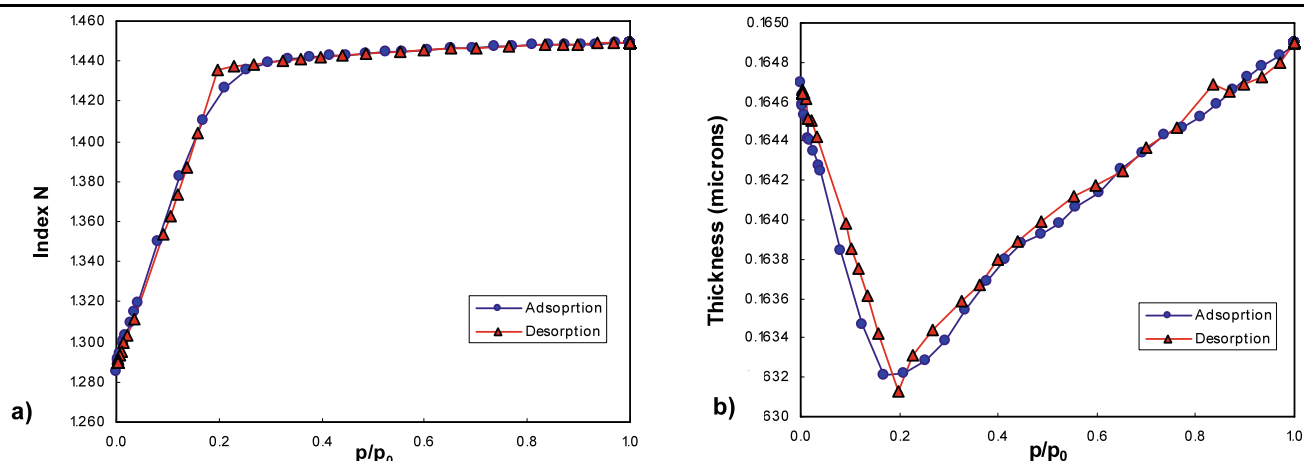 1.460
1.440
1.420
1.400
1.380
1.360
1.340
1.320
1.300
1.280
1.260
Index N
0.0 0.2 0.4 0.6 0.8 1.0
p/p0
Adsoprtion
Desorption
a)
0.1650
0.1648
0.1646
0.1644
0.1642
0.1640
0.1638
0.1636
0.1634
632
630
Thickness (microns)
0.0 0.2 0.4 0.6 0.8 1.0
p/p0
Adsoprtion
Desorption
b)